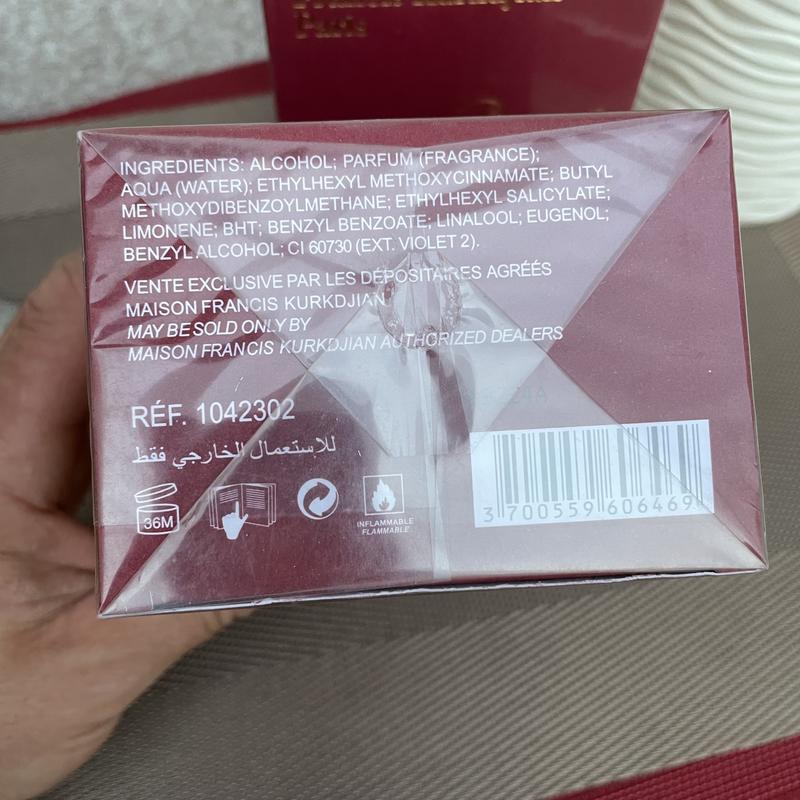 Paris
INGREDIENTS: ALCOHOL; PARFUM (FRAGRANCE);
AQUA (WATER); ETHYLHEXYL METHOXYCINNAMATE; BUTYL
METHOXYDIBENZOYLMETHANE; ETHYLHEXYL SALICYLATE;
LIMONENE; BHT; BENZYL BENZOATE; LINALOOL; EUGENOL;
BENZYL ALCOHOL; CI 60730 (EXT. VIOLET 2).
VENTE EXCLUSIVE PAR LES DÉPOSITAIRES AGRÉÉS
MAISON FRANCIS KURKDJIAN
MAY BE SOLD ONLY BY
MAISON FRANCIS KURKDJIAN AUTHORIZED DEALERS
RÉF. 1042302
للاستعمال الخارجي فقط
36M
INFLAMMABLE
FLAMMABLE
3 700559 606469